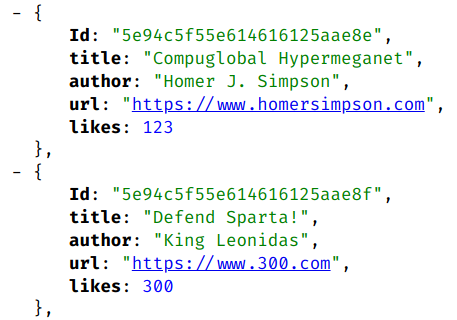 - {
Id: "5e94c5f55e614616125aae8e",
title: "Compuglobal Hypermeganet",
author: "Homer J. Simpson",
url: "https://www.homersimpson.com",
likes: 123
},
- {
Id: "5e94c5f55e614616125aae8f",
title: "Defend Sparta!",
author: "King Leonidas",
url: "https://www.300.com",
likes: 300
},